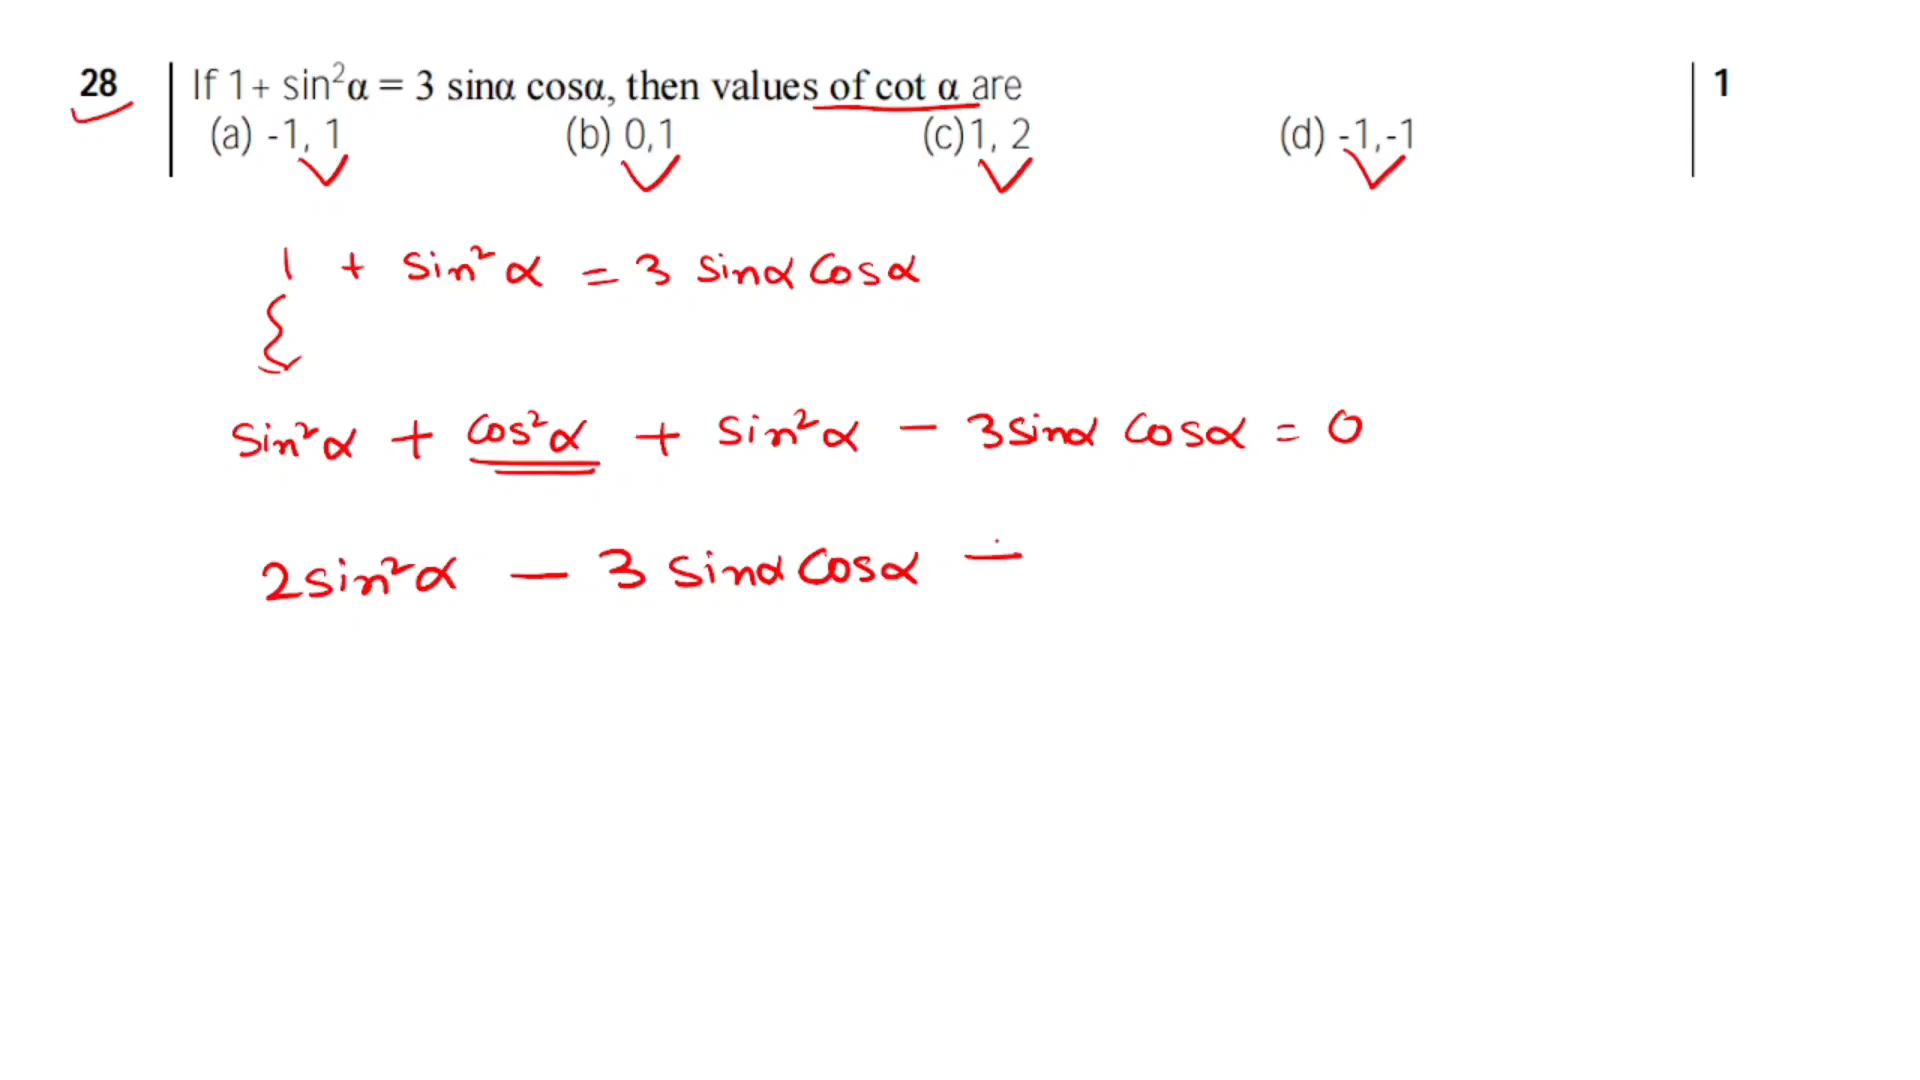 28 If 1+ sin²α = 3 sinα cosα, then values of cot α are 1
(a) -1, 1 (b) 0,1 (c)1, 2 (d) -1,-1
1 + sin²α = 3 sinα cosα
sin²α + cos²α + sin²α − 3sinα cosα = 0
2sin²α − 3 sinα cosα −